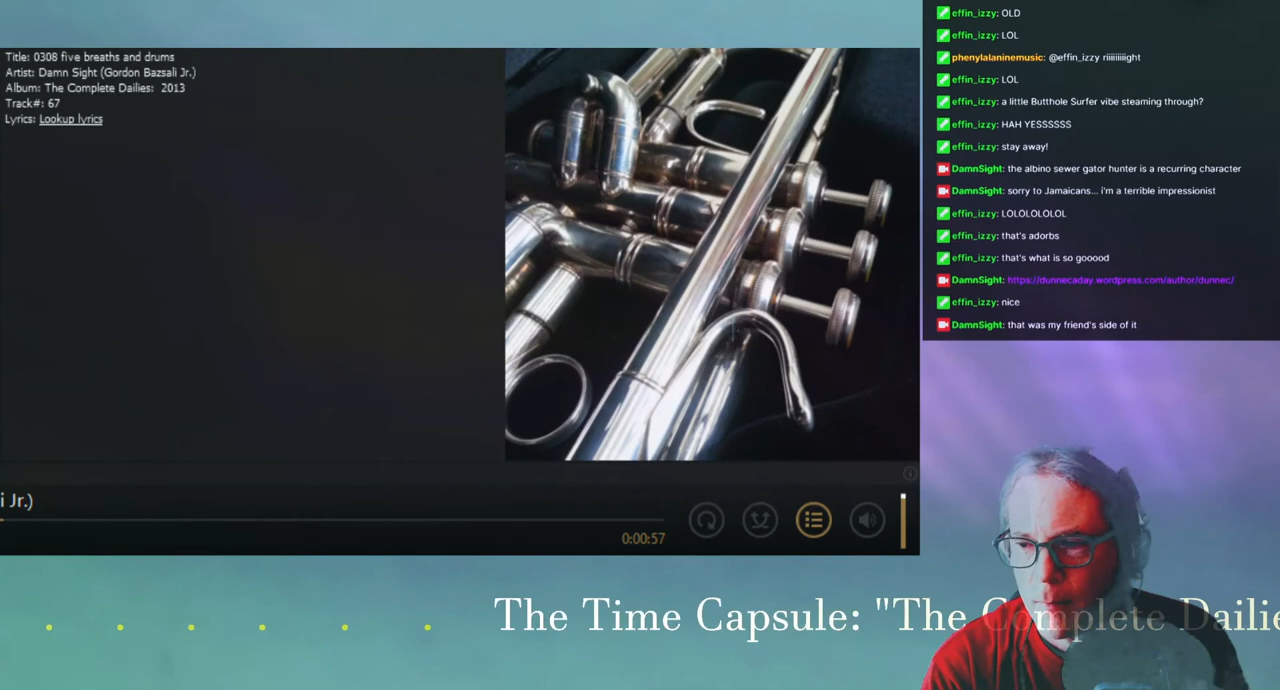 Title: 0308 five breaths and drums
Artist: Damn Sight (Gordon Bazsali Jr.)
Album: The Complete Dailies:  2013
Track#: 67
Lyrics: Lookup lyrics
i Jr.)
0:00:57
effin_izzy: OLD
effin_izzy: LOL
phenylalaninemusic: @effin_izzy riiiiiiiiight
effin_izzy: LOL
effin_izzy: a little Butthole Surfer vibe steaming through?
effin_izzy: HAH YESSSSSS
effin_izzy: stay away!
DamnSight: the albino sewer gator hunter is a recurring character
DamnSight: sorry to Jamaicans... i'm a terrible impressionist
effin_izzy: LOLOLOLOLOL
effin_izzy: that's adorbs
effin_izzy: that's what is so gooood
DamnSight: https://dunnecaday.wordpress.com/author/dunnec/
effin_izzy: nice
DamnSight: that was my friend's side of it
The Time Capsule: "The Complete Dailie